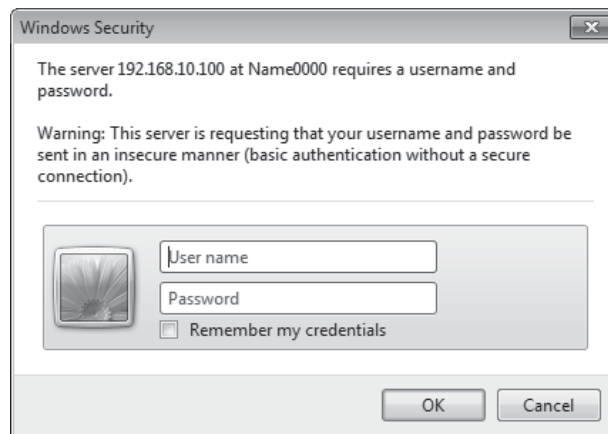 Windows Security
The server 192.168.10.100 at Name0000 requires a username and
password.
Warning: This server is requesting that your username and password be
sent in an insecure manner (basic authentication without a secure
connection).
User name
Password
Remember my credentials
OK
Cancel